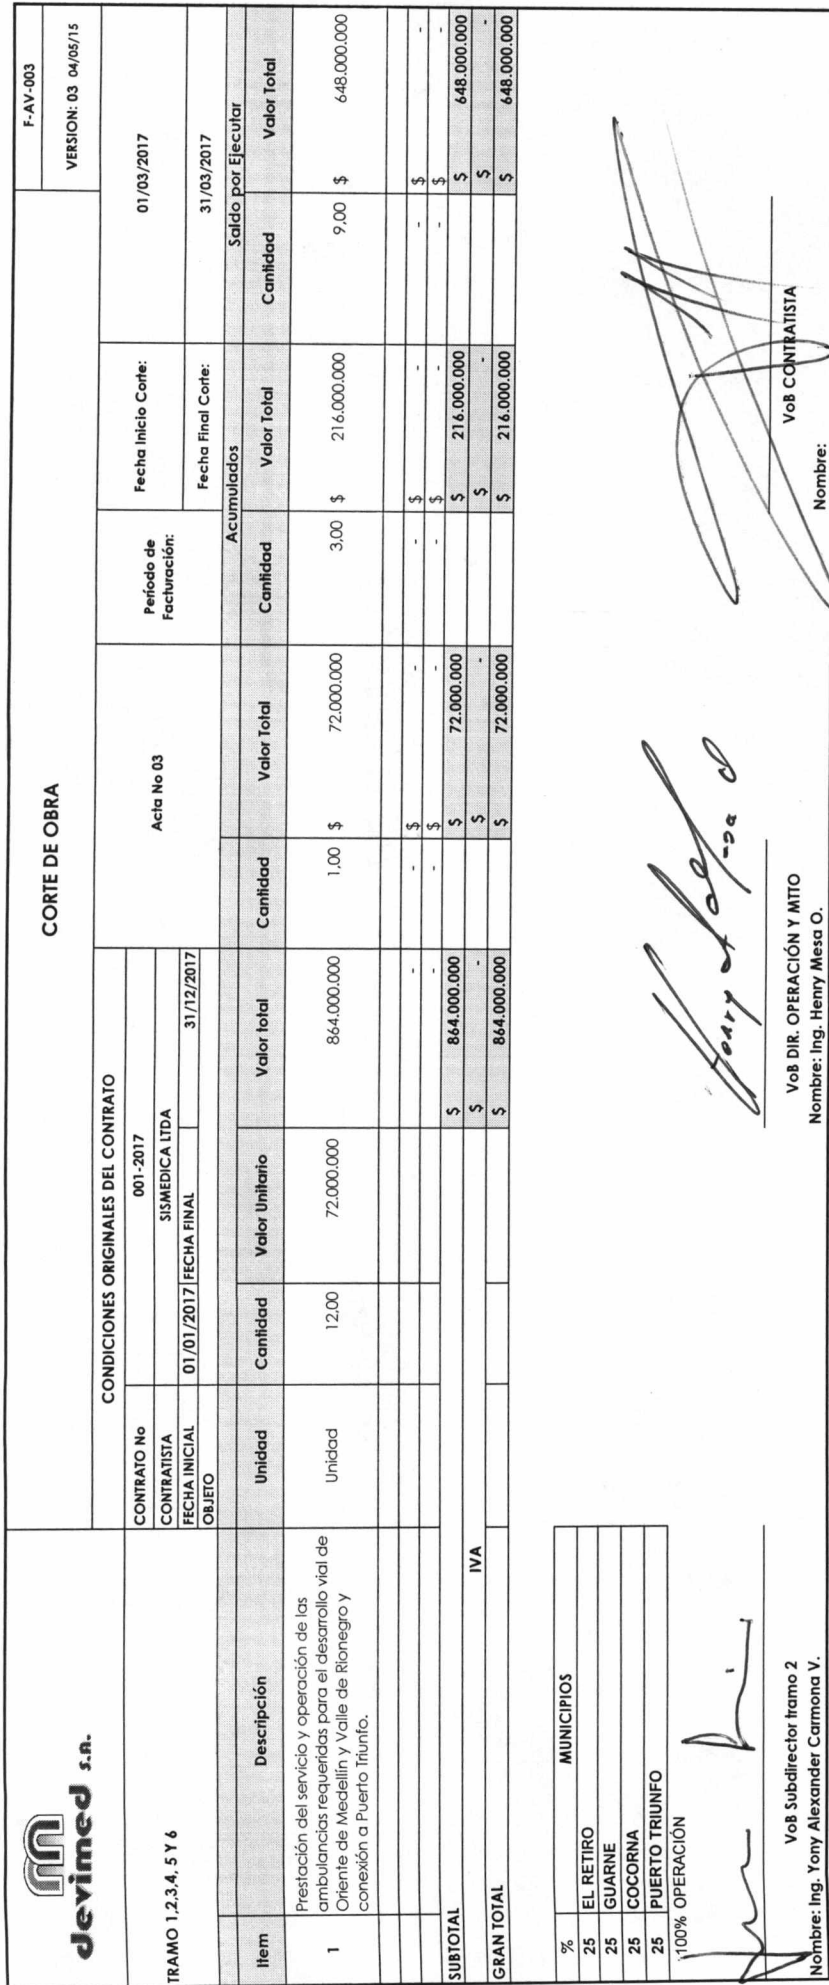 devimed s.a.
CORTE DE OBRA
F-AV-003
VERSION: 03 04/05/15
TRAMO 1,2,3,4, 5 Y 6
CONDICIONES ORIGINALES DEL CONTRATO
CONTRATO No 001-2017
CONTRATISTA SISMEDICA LTDA
FECHA INICIAL 01/01/2017 FECHA FINAL 31/12/2017
OBJETO
Acta No 03
Período de
Facturación:
Fecha Inicio Corte: 01/03/2017
Fecha Final Corte: 31/03/2017
Acumulados Saldo por Ejecutar
Item Descripción Unidad Cantidad Valor Unitario Valor total Cantidad Valor Total Cantidad Valor Total Cantidad Valor Total
1 Prestación del servicio y operación de las
ambulancias requeridas para el desarrollo vial de
Oriente de Medellín y Valle de Rionegro y
conexión a Puerto Triunfo.
Unidad 12,00 72.000.000 864.000.000 1,00 $ 72.000.000 3,00 $ 216.000.000 9,00 $ 648.000.000
- - $ - - $ - - $ -
- - $ - - $ - - $ -
SUBTOTAL $ 864.000.000 $ 72.000.000 $ 216.000.000 $ 648.000.000
IVA $ - $ - $ - $ -
GRAN TOTAL $ 864.000.000 $ 72.000.000 $ 216.000.000 $ 648.000.000
% MUNICIPIOS
25 EL RETIRO
25 GUARNE
25 COCORNA
25 PUERTO TRIUNFO
100% OPERACIÓN
VoB Subdirector tramo 2
Nombre: Ing. Yony Alexander Carmona V.
Henry
VoB DIR. OPERACIÓN Y MTTO
Nombre: Ing. Henry Mesa O.
VoB CONTRATISTA
Nombre: